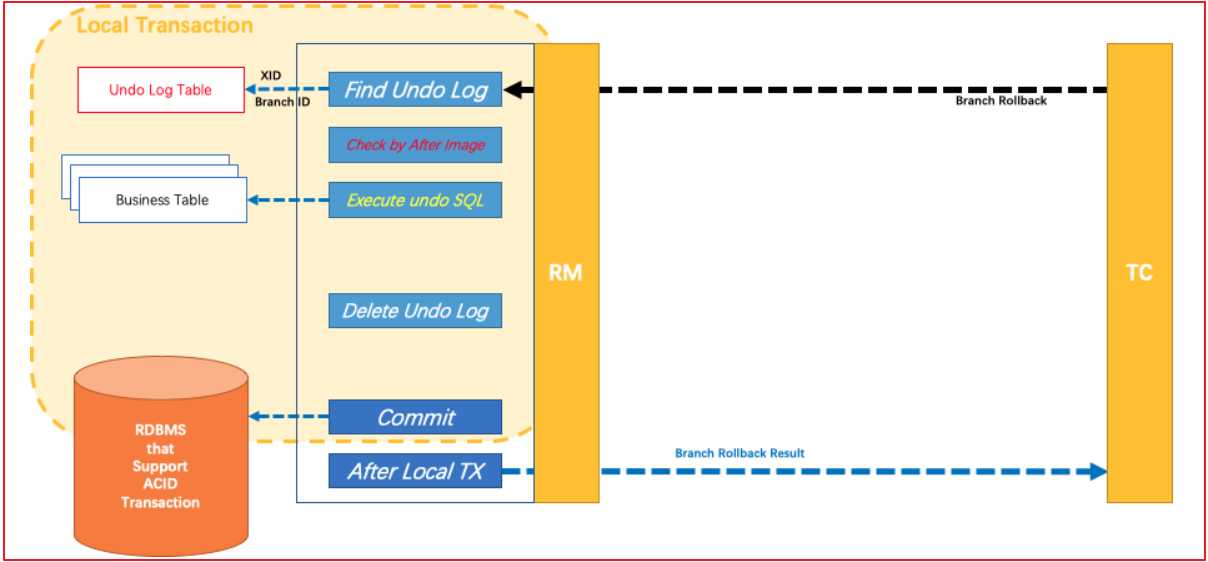 Local Transaction
Undo Log Table
XID
Branch ID
Find Undo Log
Branch Rollback
Check by After Image
Business Table
Execute undo SQL
RM
TC
Delete Undo Log
Commit
RDBMS
that
Support
ACID
Transaction
After Local TX
Branch Rollback Result